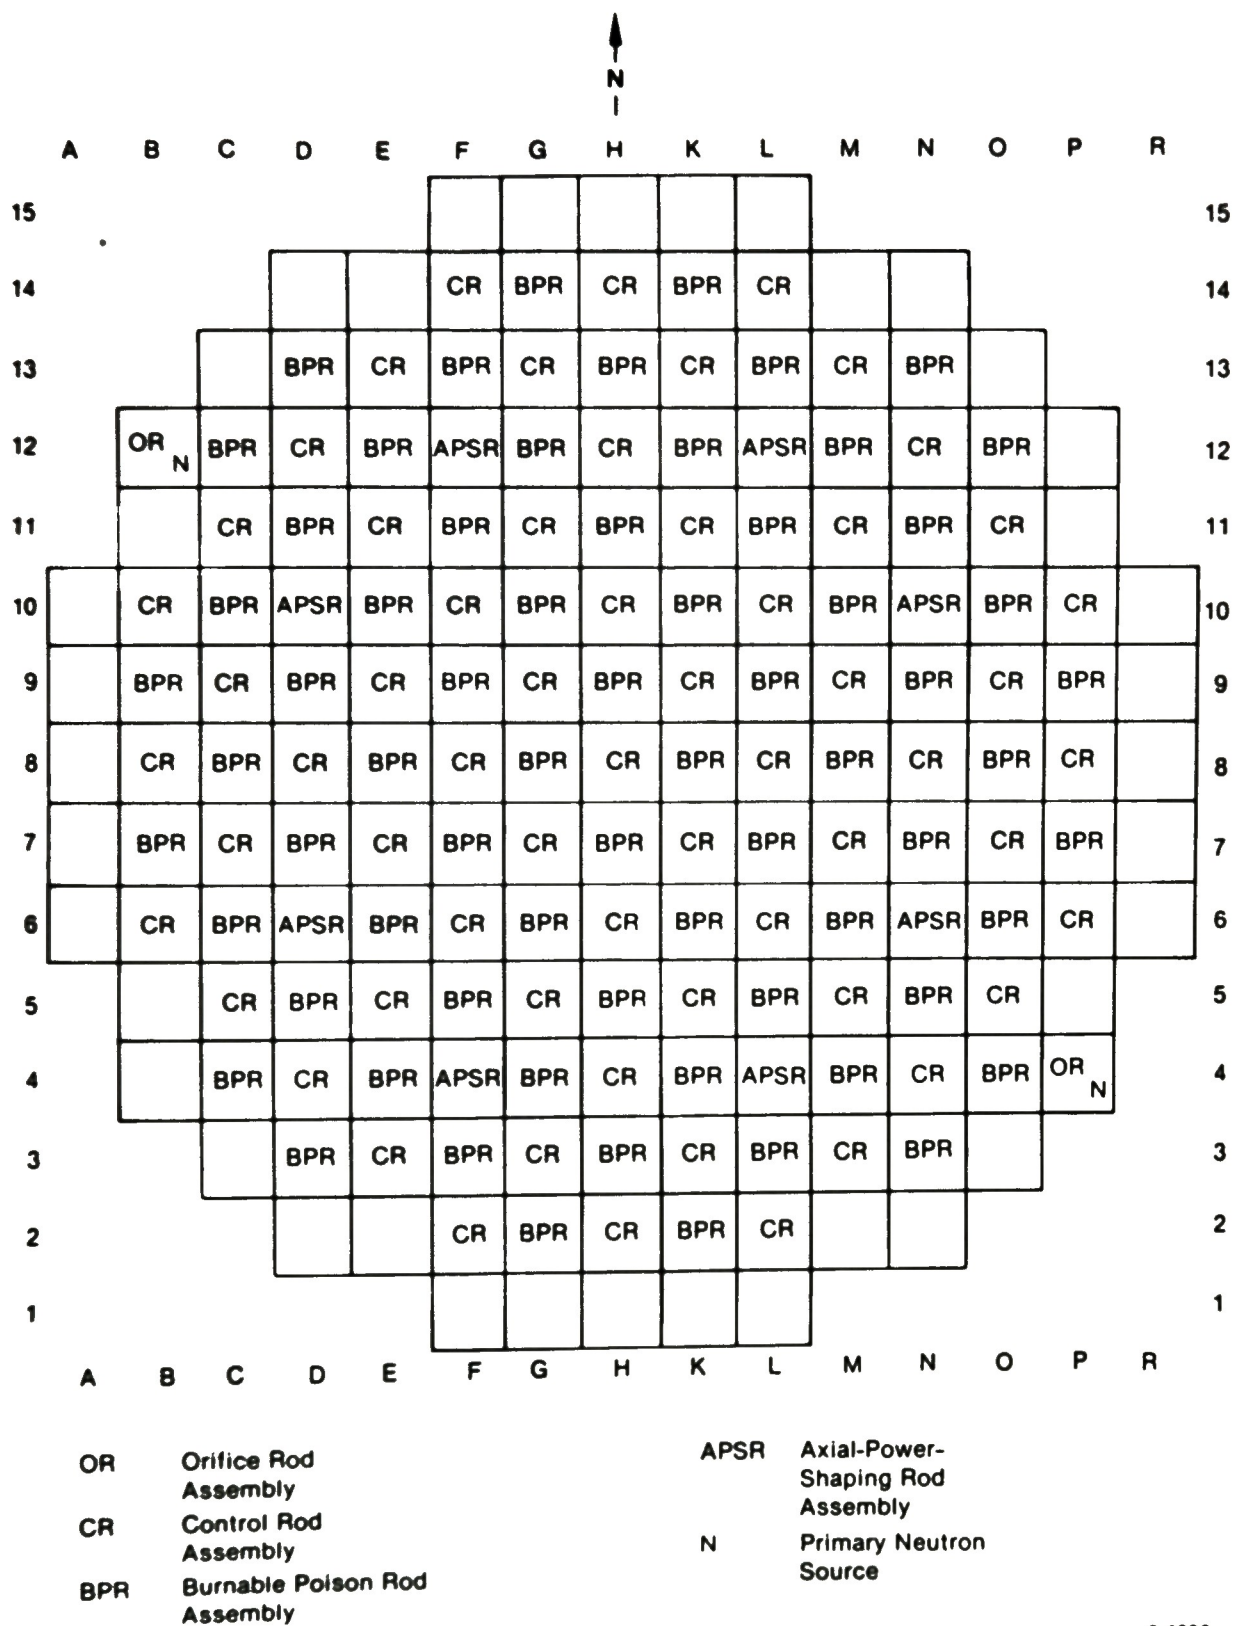 N
A B C D E F G H K L M N O P R
15 15
14 CR BPR CR BPR CR 14
13 BPR CR BPR CR BPR CR BPR CR BPR 13
12 OR N BPR CR BPR APSR BPR CR BPR APSR BPR CR BPR 12
11 CR BPR CR BPR CR BPR CR BPR CR BPR CR 11
10 CR BPR APSR BPR CR BPR CR BPR CR BPR APSR BPR CR 10
9 BPR CR BPR CR BPR CR BPR CR BPR CR BPR CR BPR 9
8 CR BPR CR BPR CR BPR CR BPR CR BPR CR BPR CR 8
7 BPR CR BPR CR BPR CR BPR CR BPR CR BPR CR BPR 7
6 CR BPR APSR BPR CR BPR CR BPR CR BPR APSR BPR CR 6
5 CR BPR CR BPR CR BPR CR BPR CR BPR CR 5
4 BPR CR BPR APSR BPR CR BPR APSR BPR CR BPR OR N 4
3 BPR CR BPR CR BPR CR BPR CR BPR 3
2 CR BPR CR BPR CR 2
1 1
A B C D E F G H K L M N O P R
OR Orifice Rod
Assembly
CR Control Rod
Assembly
BPR Burnable Poison Rod
Assembly
APSR Axial-Power-
Shaping Rod
Assembly
N Primary Neutron
Source